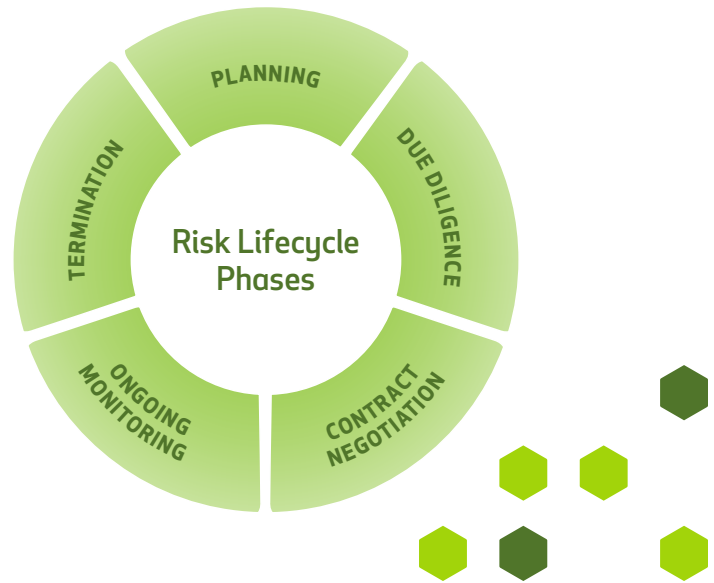 PLANNING
DUE DILIGENCE
CONTRACT
NEGOTIATION
ONGOING
MONITORING
TERMINATION
Risk Lifecycle
Phases